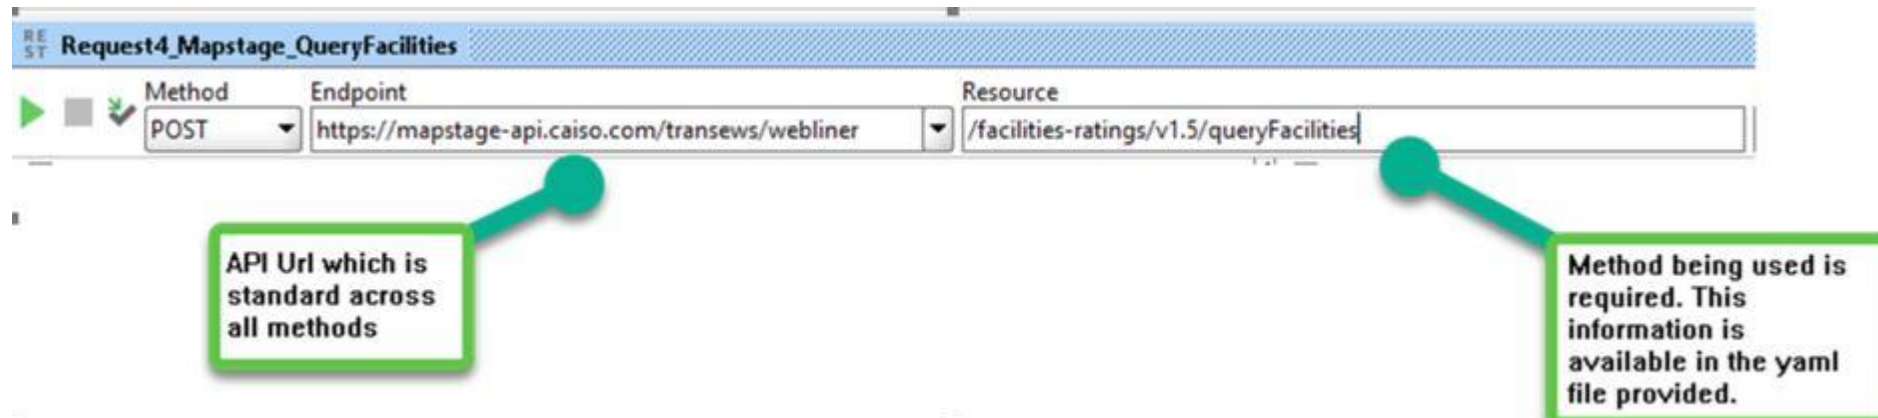 REST Request4_Mapstage_QueryFacilities
Method Endpoint Resource
POST https://mapstage-api.caiso.com/transews/webliner /facilities-ratings/v1.5/queryFacilities
API Url which is
standard across
all methods
Method being used is
required. This
information is
available in the yaml
file provided.